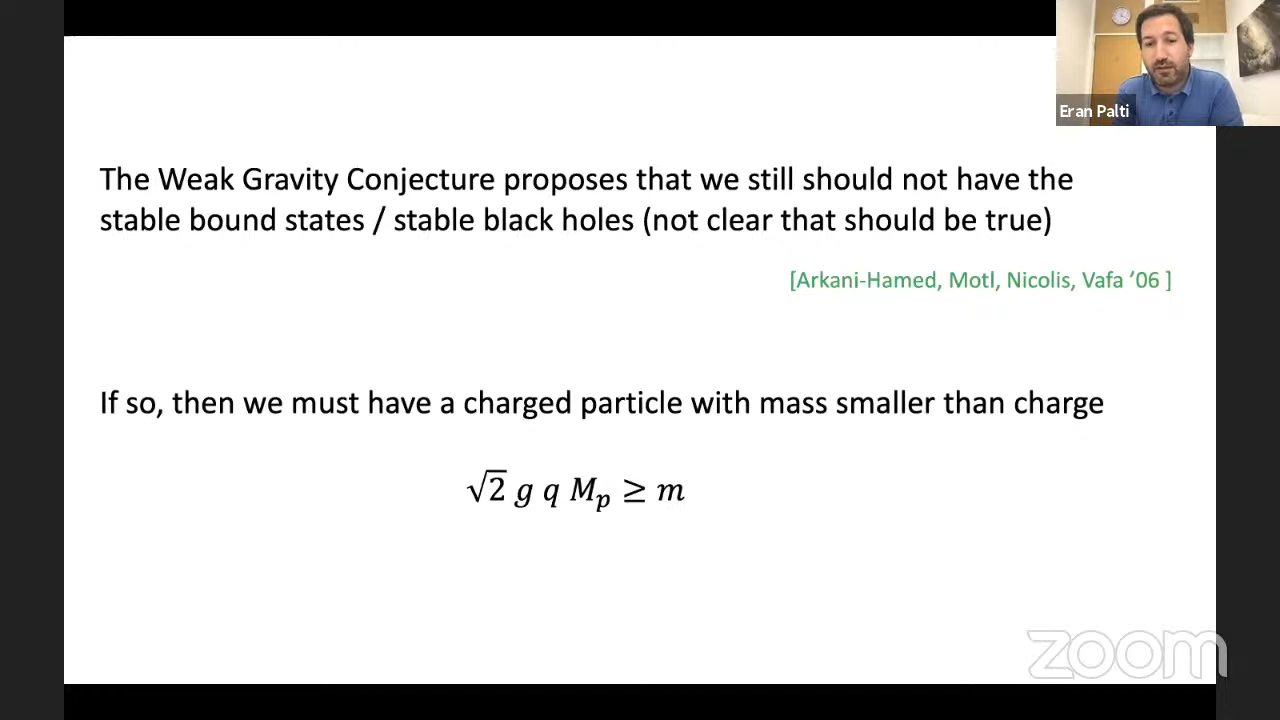 Eran Palti
The Weak Gravity Conjecture proposes that we still should not have the
stable bound states / stable black holes (not clear that should be true)
[Arkani-Hamed, Motl, Nicolis, Vafa ’06 ]
If so, then we must have a charged particle with mass smaller than charge
√2 g q Mₚ ≥ m
zoom